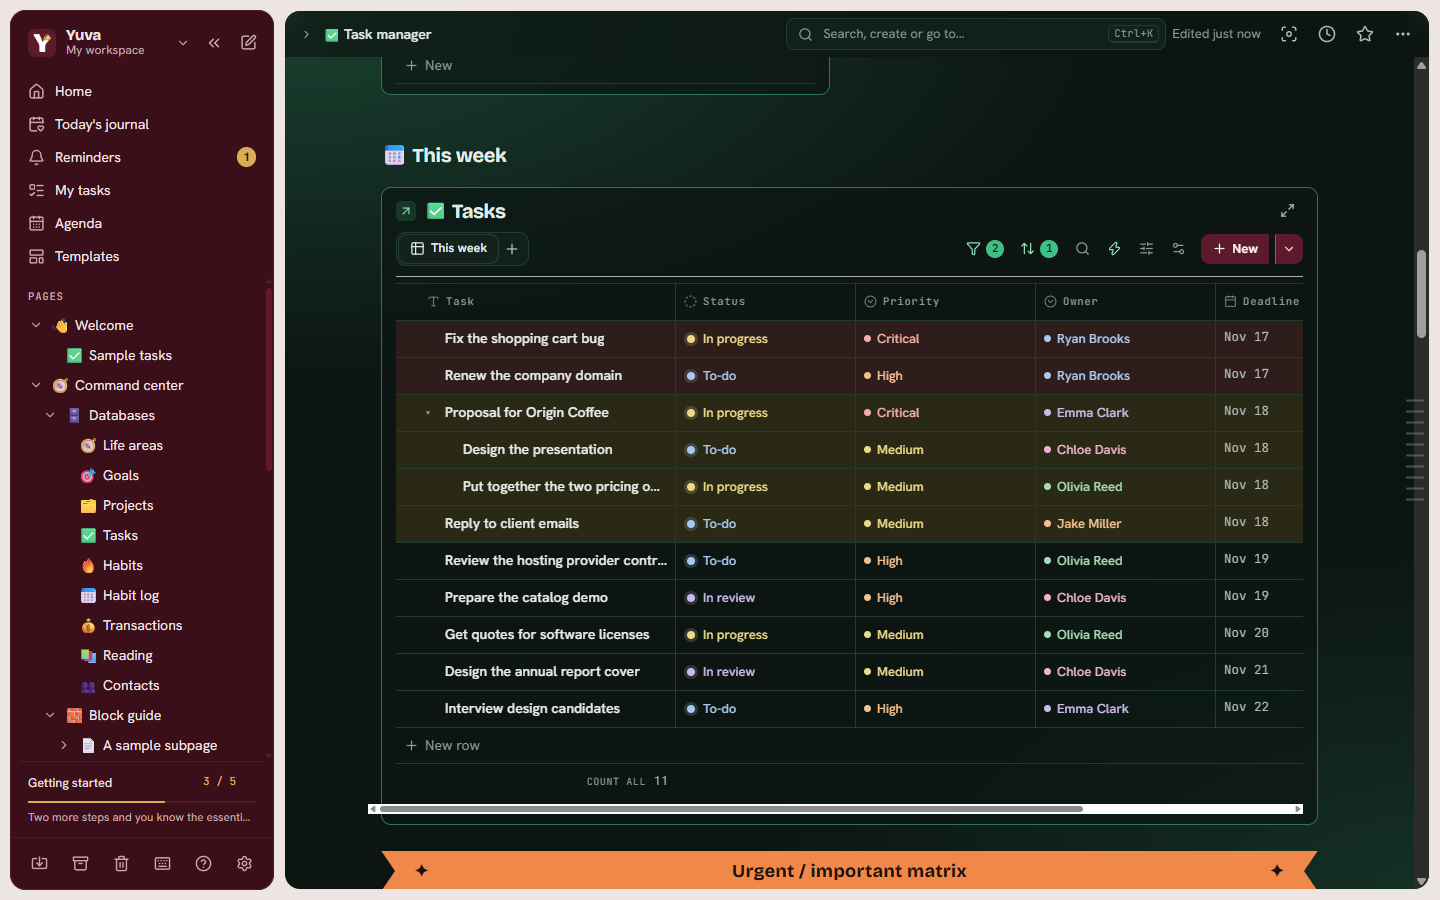 Yuva
My workspace
Home
Today's journal
Reminders 1
My tasks
Agenda
Templates
PAGES
Welcome
Sample tasks
Command center
Databases
Life areas
Goals
Projects
Tasks
Habits
Habit log
Transactions
Reading
Contacts
Block guide
A sample subpage
Getting started 3 / 5
Two more steps and you know the essenti...
Task manager
Search, create or go to... Ctrl+K
Edited just now
+ New
This week
Tasks
This week +
2 1 + New
Task Status Priority Owner Deadline
Fix the shopping cart bug In progress Critical Ryan Brooks Nov 17
Renew the company domain To-do High Ryan Brooks Nov 17
Proposal for Origin Coffee In progress Critical Emma Clark Nov 18
Design the presentation To-do Medium Chloe Davis Nov 18
Put together the two pricing o... In progress Medium Olivia Reed Nov 18
Reply to client emails To-do Medium Jake Miller Nov 18
Review the hosting provider contr... To-do High Olivia Reed Nov 19
Prepare the catalog demo In review High Chloe Davis Nov 19
Get quotes for software licenses In progress Medium Olivia Reed Nov 20
Design the annual report cover In review Medium Chloe Davis Nov 21
Interview design candidates To-do High Emma Clark Nov 22
+ New row
COUNT ALL 11
Urgent / important matrix